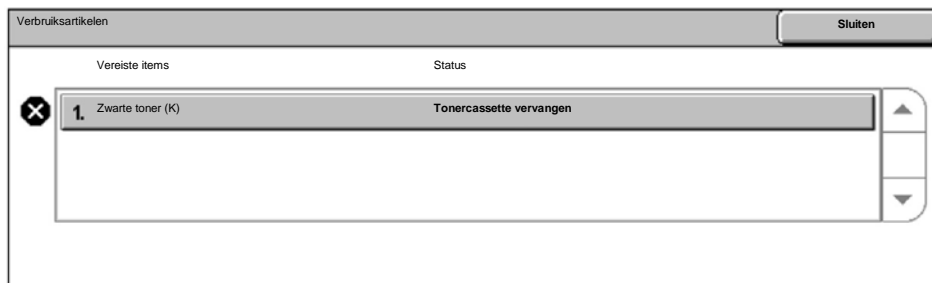 Verbruiksartikelen
Sluiten
Vereiste items Status
1. Zwarte toner (K) Tonercassette vervangen